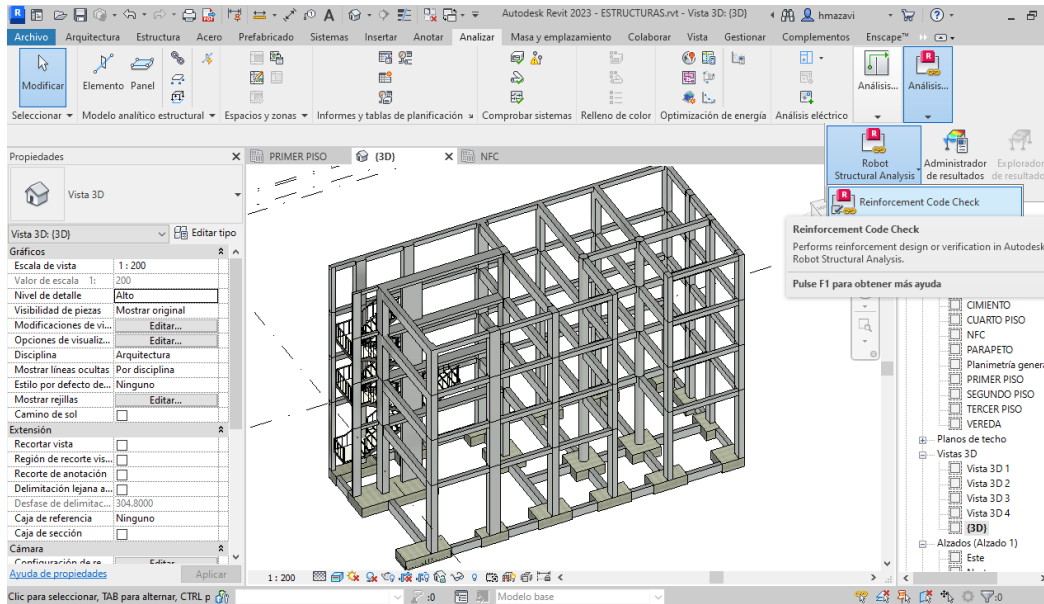 Autodesk Revit 2023 - ESTRUCTURAS.rvt - Vista 3D: {3D}
hmazavi
Archivo Arquitectura Estructura Acero Prefabricado Sistemas Insertar Anotar Analizar Masa y emplazamiento Colaborar Vista Gestionar Complementos Enscape™
Modificar Elemento Panel Análisis... Análisis...
Seleccionar Modelo analítico estructural Espacios y zonas Informes y tablas de planificación Comprobar sistemas Relleno de color Optimización de energía Análisis eléctrico
Robot Structural Analysis
Administrador de resultados
Explorador de resultado
Propiedades
PRIMER PISO {3D} NFC
Reinforcement Code Check
Vista 3D
Reinforcement Code Check
Performs reinforcement design or verification in Autodesk
Robot Structural Analysis.
Pulse F1 para obtener más ayuda
Vista 3D: {3D} Editar tipo
Gráficos
Escala de vista 1 : 200
Valor de escala 1: 200
Nivel de detalle Alto
Visibilidad de piezas Mostrar original
Modificaciones de vi... Editar...
Opciones de visualiz... Editar...
Disciplina Arquitectura
Mostrar líneas ocultas Por disciplina
Estilo por defecto de... Ninguno
Mostrar rejillas Editar...
Camino de sol
Extensión
Recortar vista
Región de recorte vis...
Recorte de anotación
Delimitación lejana a...
Desfase de delimitac... 304.8000
Caja de referencia Ninguno
Caja de sección
Cámara
Configuración de re... Editar...
Ayuda de propiedades Aplicar
CIMIENTO
CUARTO PISO
NFC
PARAPETO
Planimetría genera
PRIMER PISO
SEGUNDO PISO
TERCER PISO
VEREDA
Planos de techo
Vistas 3D
Vista 3D 1
Vista 3D 2
Vista 3D 3
Vista 3D 4
{3D}
Alzados (Alzado 1)
Este
1 : 200
Clic para seleccionar, TAB para alternar, CTRL p
:0 Modelo base :0